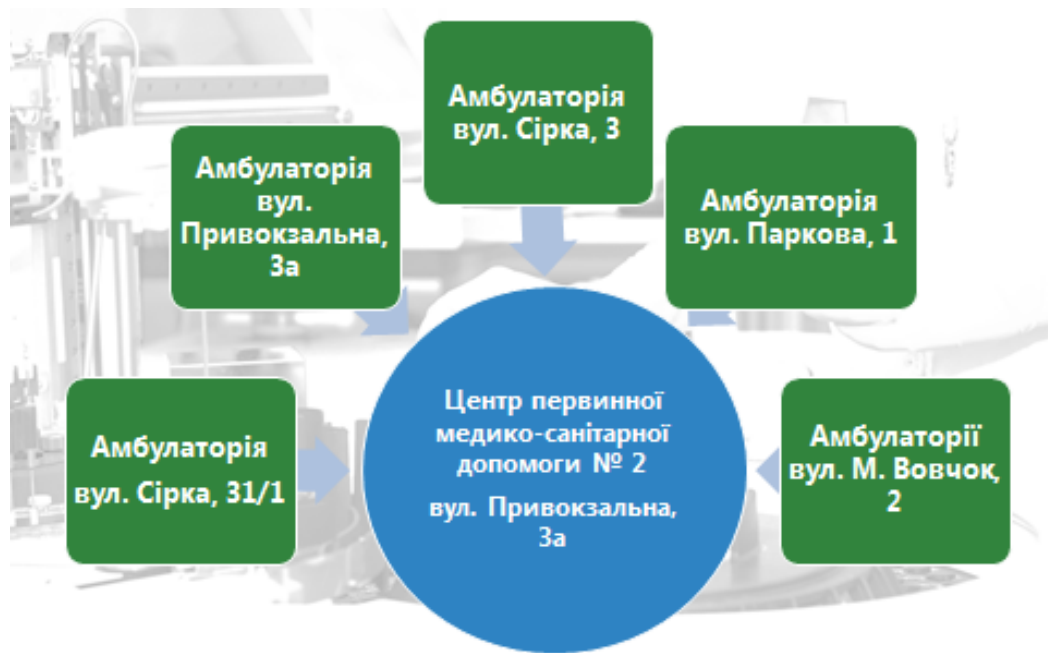 Амбулаторія
вул. Сірка, 3
Амбулаторія
вул.
Привокзальна,
3а
Амбулаторія
вул. Паркова, 1
Амбулаторія
вул. Сірка, 31/1
Центр первинної
медико-санітарної
допомоги № 2
вул. Привокзальна,
3а
Амбулаторії
вул. М. Вовчок,
2